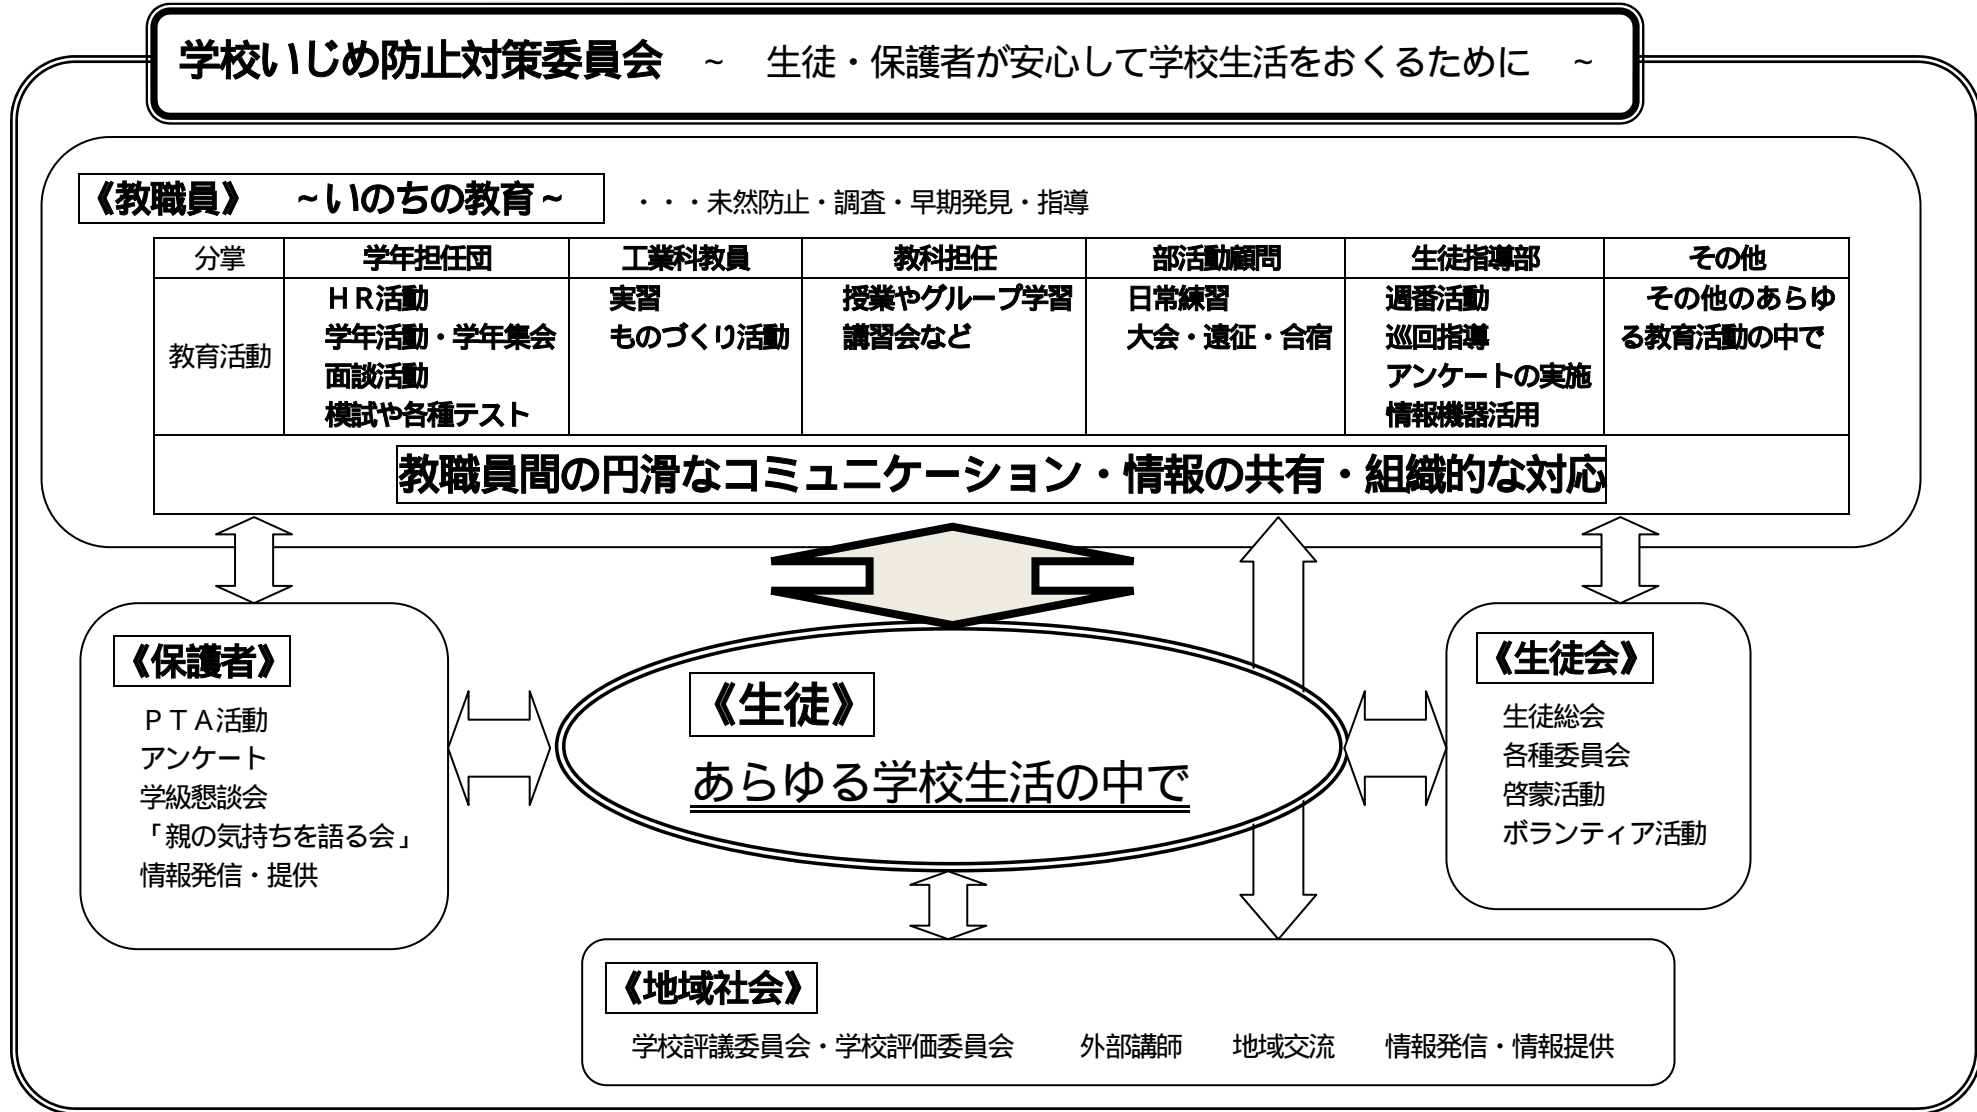 学校いじめ防止対策委員会　～　生徒・保護者が安心して学校生活をおくるために　～
《教職員》　～いのちの教育～　・・・未然防止・調査・早期発見・指導
分掌　学年担任団　工業科教員　教科担任　部活動顧問　生徒指導部　その他
教育活動
ＨＲ活動
学年活動・学年集会
面談活動
模試や各種テスト
実習
ものづくり活動
授業やグループ学習
講習会など
日常練習
大会・遠征・合宿
週番活動
巡回指導
アンケートの実施
情報機器活用
その他のあらゆ
る教育活動の中で
教職員間の円滑なコミュニケーション・情報の共有・組織的な対応
《保護者》
ＰＴＡ活動
アンケート
学級懇談会
「親の気持ちを語る会」
情報発信・提供
《生徒》
あらゆる学校生活の中で
《生徒会》
生徒総会
各種委員会
啓蒙活動
ボランティア活動
《地域社会》
学校評議委員会・学校評価委員会　外部講師　地域交流　情報発信・情報提供